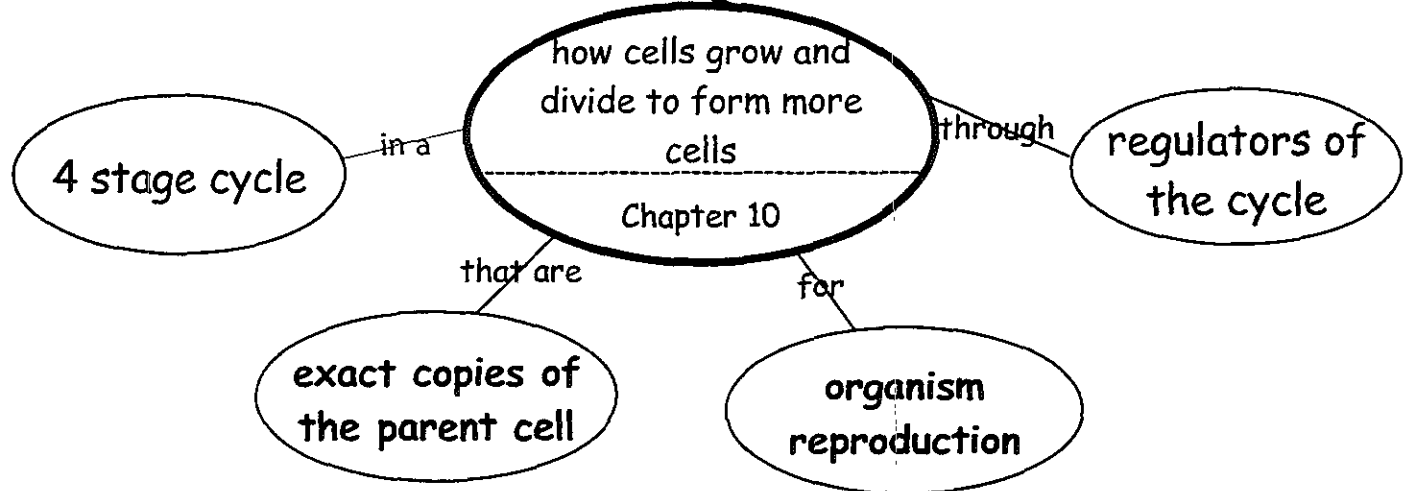 how cells grow and
divide to form more
cells
Chapter 10
in a
4 stage cycle
through
regulators of
the cycle
that are
exact copies of
the parent cell
for
organism
reproduction